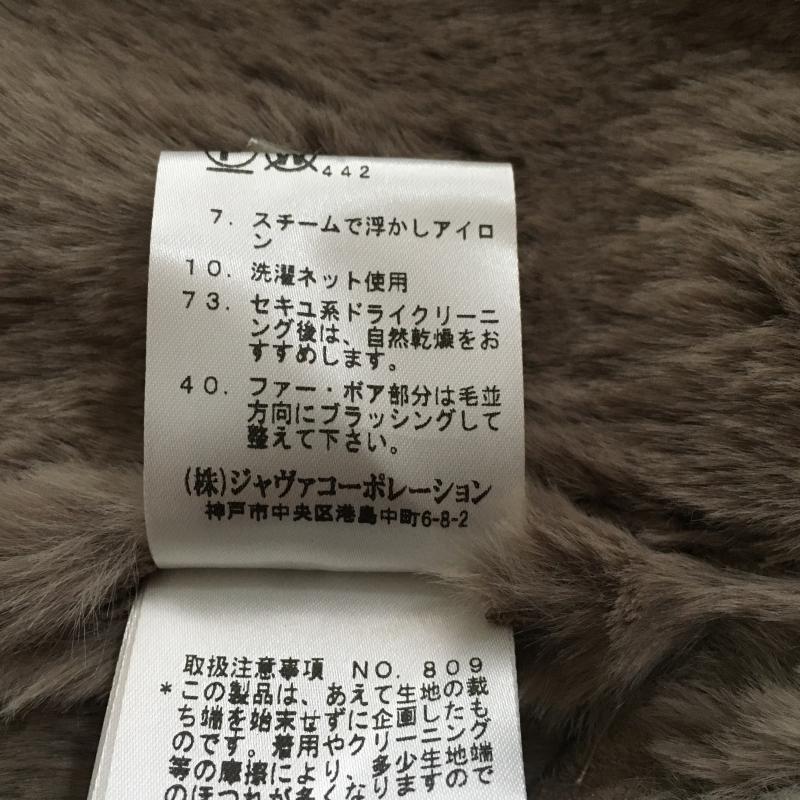 442
7. スチームで浮かしアイロ
ン
10. 洗濯ネット使用
73. セキユ系ドライクリーニ
ング後は、自然乾燥をお
すすめします。
40. ファー・ボア部分は毛並
方向にブラッシングして
整えて下さい。
(株)ジャヴァコーポレーション
神戸市中央区港島中町6-8-2
取扱注意事項 NO. 809
*この製品は、あえて生地の裁
ち端を始末せずに企画したも
のです。着用やクリーニング
等の摩擦により、多少生地端で
のほつれが多くなりますの